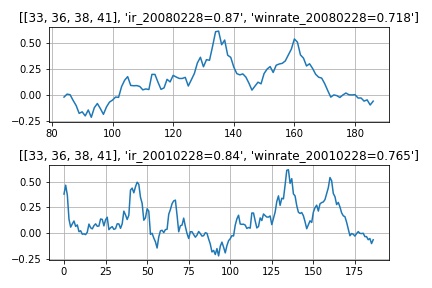 [[33, 36, 38, 41], 'ir_20080228=0.87', 'winrate_20080228=0.718']
0.50
0.25
0.00
−0.25
80 100 120 140 160 180
[[33, 36, 38, 41], 'ir_20010228=0.84', 'winrate_20010228=0.765']
0.50
0.25
0.00
−0.25
0 25 50 75 100 125 150 175